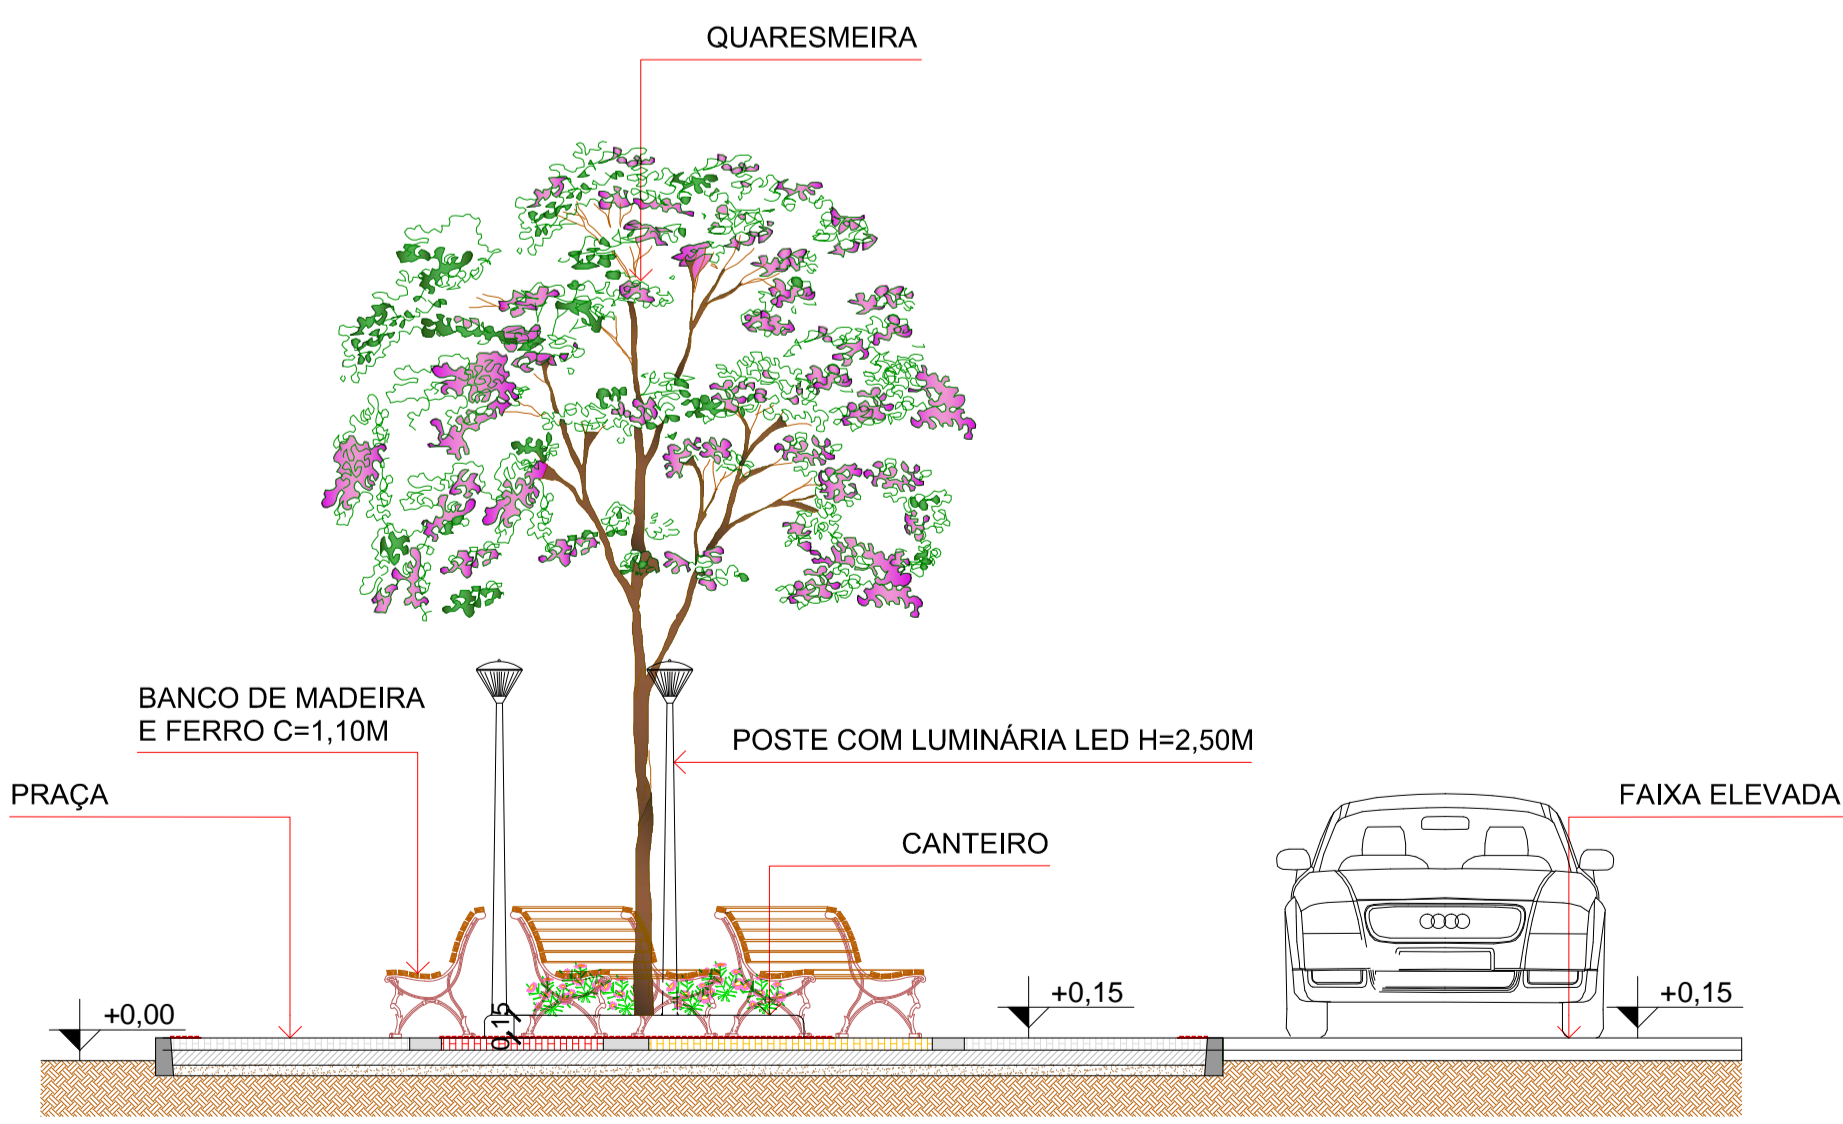 QUARESMEIRA
BANCO DE MADEIRA
E FERRO C=1,10M
POSTE COM LUMINÁRIA LED H=2,50M
PRAÇA
FAIXA ELEVADA
CANTEIRO
+0,00
0,15
+0,15
+0,15